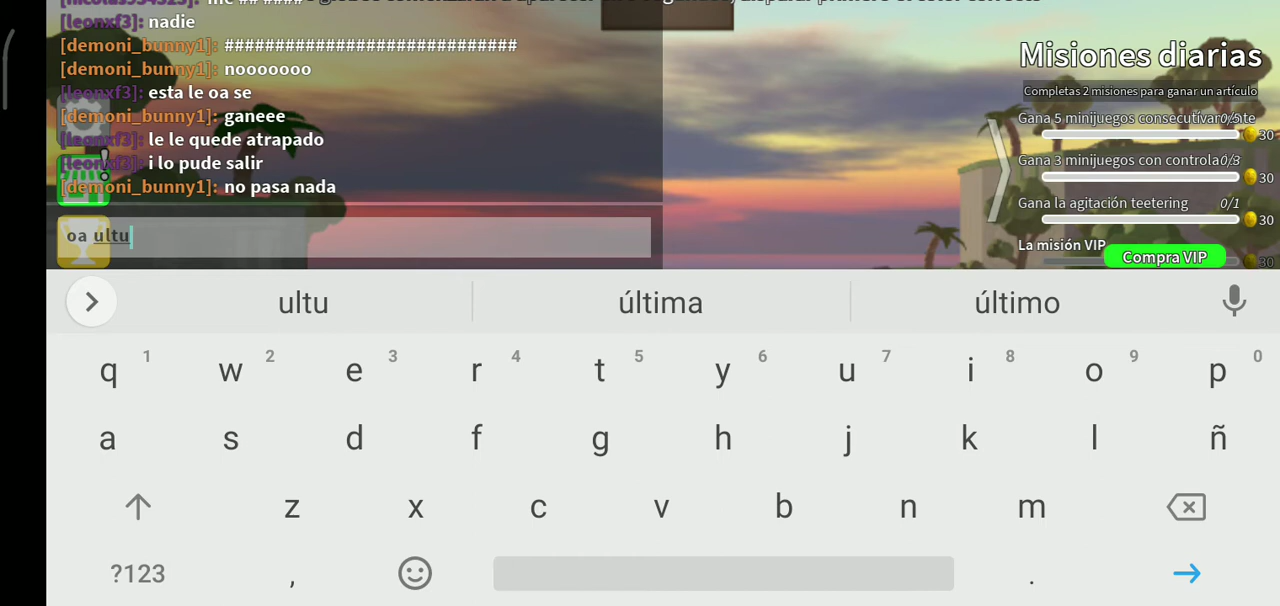 [leonxf3]: nadie
[demoni_bunny1]: #############################
[demoni_bunny1]: nooooooo
[leonxf3]: esta le oa se
[demoni_bunny1]: ganeee
[leonxf3]: le le quede atrapado
[leonxf3]: i lo pude salir
[demoni_bunny1]: no pasa nada
oa ultu
Misiones diarias
Completas 2 misiones para ganar un artículo
Gana 5 minijuegos consecutivamente 0/5
30
Gana 3 minijuegos con controla 0/3
30
Gana la agitación teetering 0/1
30
La misión VIP
Compra VIP
30
ultu última último
q 1 w 2 e 3 r 4 t 5 y 6 u 7 i 8 o 9 p 0
a s d f g h j k l ñ
z x c v b n m
?123 , .